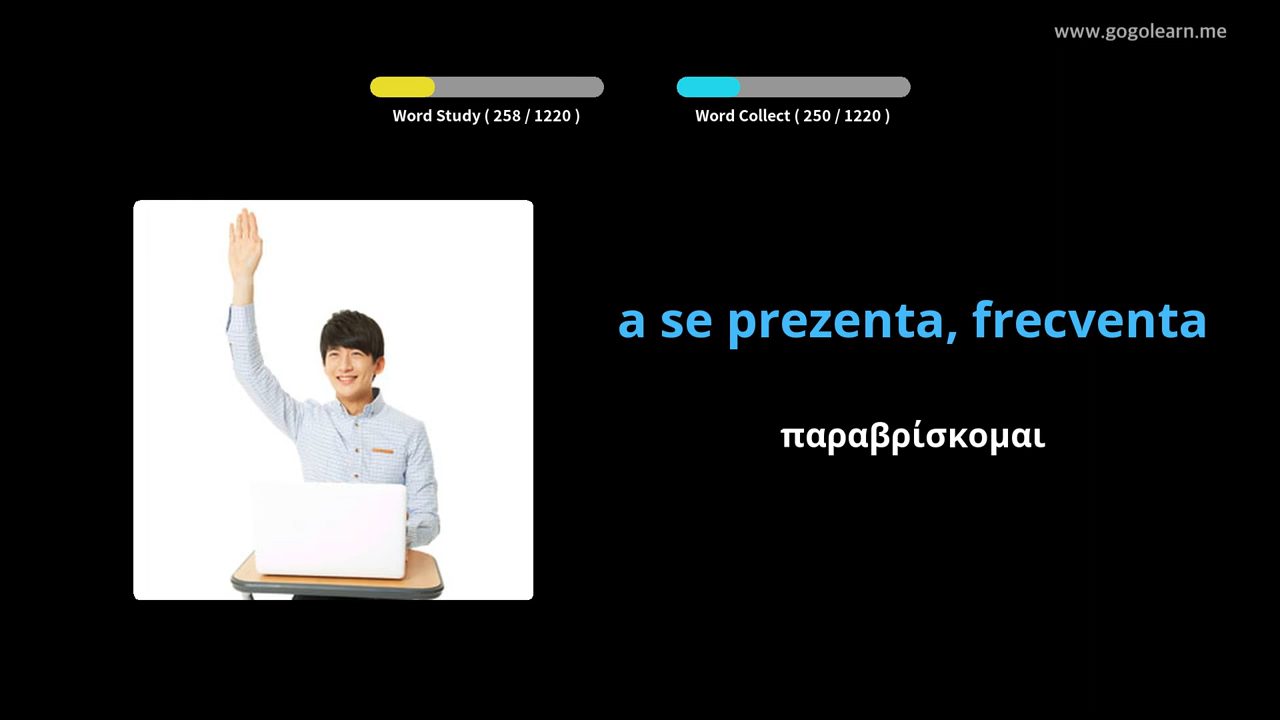 www.gogolearn.me
Word Study ( 258 / 1220 )
Word Collect ( 250 / 1220 )
a se prezenta, frecventa
παραβρίσκομαι